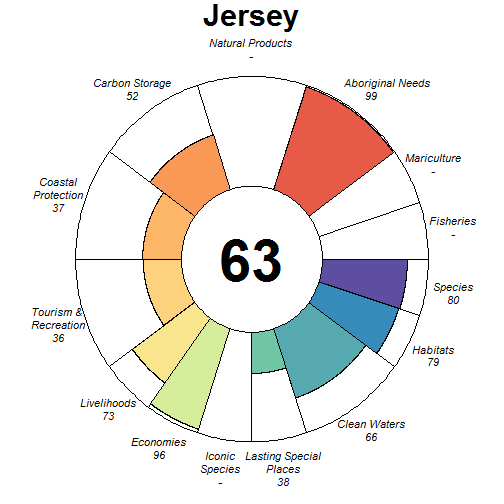 Jersey
Natural Products
-
Aboriginal Needs
99
Mariculture
-
Fisheries
-
Species
80
Habitats
79
Clean Waters
66
Lasting Special
Places
38
Iconic
Species
-
Economies
96
Livelihoods
73
Tourism &
Recreation
36
Coastal
Protection
37
Carbon Storage
52
63